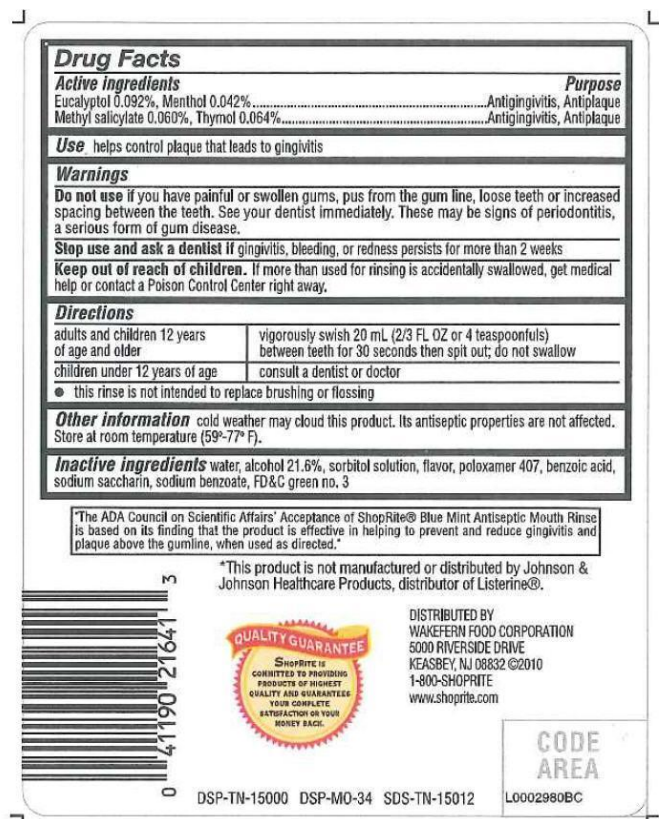 Drug Facts
Active ingredients Purpose
Eucalyptol 0.092%, Menthol 0.042%..........Antigingivitis, Antiplaque
Methyl salicylate 0.060%, Thymol 0.064%..........Antigingivitis, Antiplaque
Use helps control plaque that leads to gingivitis
Warnings
Do not use if you have painful or swollen gums, pus from the gum line, loose teeth or increased
spacing between the teeth. See your dentist immediately. These may be signs of periodontitis,
a serious form of gum disease.
Stop use and ask a dentist if gingivitis, bleeding, or redness persists for more than 2 weeks
Keep out of reach of children. If more than used for rinsing is accidentally swallowed, get medical
help or contact a Poison Control Center right away.
Directions
adults and children 12 years vigorously swish 20 mL (2/3 FL OZ or 4 teaspoonfuls)
of age and older between teeth for 30 seconds then spit out; do not swallow
children under 12 years of age consult a dentist or doctor
● this rinse is not intended to replace brushing or flossing
Other information cold weather may cloud this product. Its antiseptic properties are not affected.
Store at room temperature (59°-77° F).
Inactive ingredients water, alcohol 21.6%, sorbitol solution, flavor, poloxamer 407, benzoic acid,
sodium saccharin, sodium benzoate, FD&C green no. 3
"The ADA Council on Scientific Affairs' Acceptance of ShopRite® Blue Mint Antiseptic Mouth Rinse
is based on its finding that the product is effective in helping to prevent and reduce gingivitis and
plaque above the gumline, when used as directed."
*This product is not manufactured or distributed by Johnson &
Johnson Healthcare Products, distributor of Listerine®.
0 41190 21641 3
QUALITY GUARANTEE
SHOPRITE IS
COMMITTED TO PROVIDING
PRODUCTS OF HIGHEST
QUALITY AND GUARANTEES
YOUR COMPLETE
SATISFACTION OR YOUR
MONEY BACK.
DISTRIBUTED BY
WAKEFERN FOOD CORPORATION
5000 RIVERSIDE DRIVE
KEASBEY, NJ 08832 ©2010
1-800-SHOPRITE
www.shoprite.com
CODE
AREA
DSP-TN-15000 DSP-MO-34 SDS-TN-15012
L0002980BC